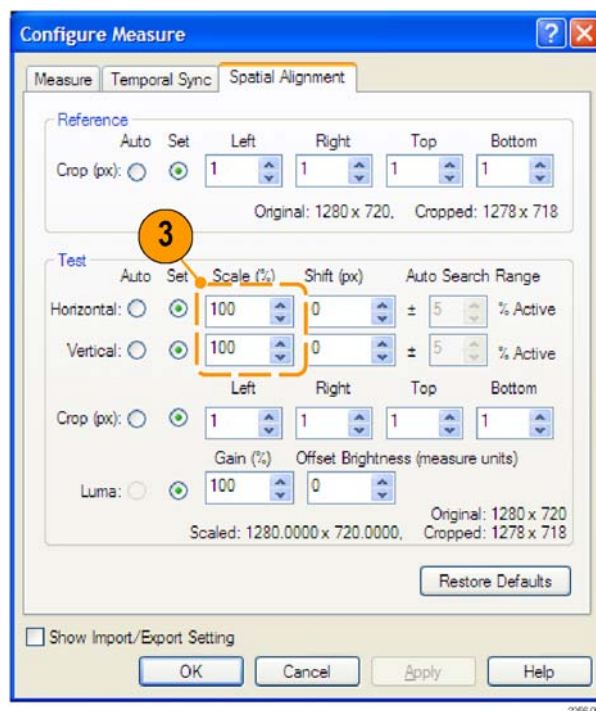 Configure Measure
Measure Temporal Sync Spatial Alignment
Reference
Auto Set Left Right Top Bottom
Crop (px): 1 1 1 1
Original: 1280 x 720, Cropped: 1278 x 718
3
Test
Auto Set Scale (%) Shift (px) Auto Search Range
Horizontal: 100 0 ± 5 % Active
Vertical: 100 0 ± 5 % Active
Left Right Top Bottom
Crop (px): 1 1 1 1
Gain (%) Offset Brightness (measure units)
Luma: 100 0
Original: 1280 x 720
Scaled: 1280.0000 x 720.0000, Cropped: 1278 x 718
Restore Defaults
Show Import/Export Setting
OK Cancel Apply Help